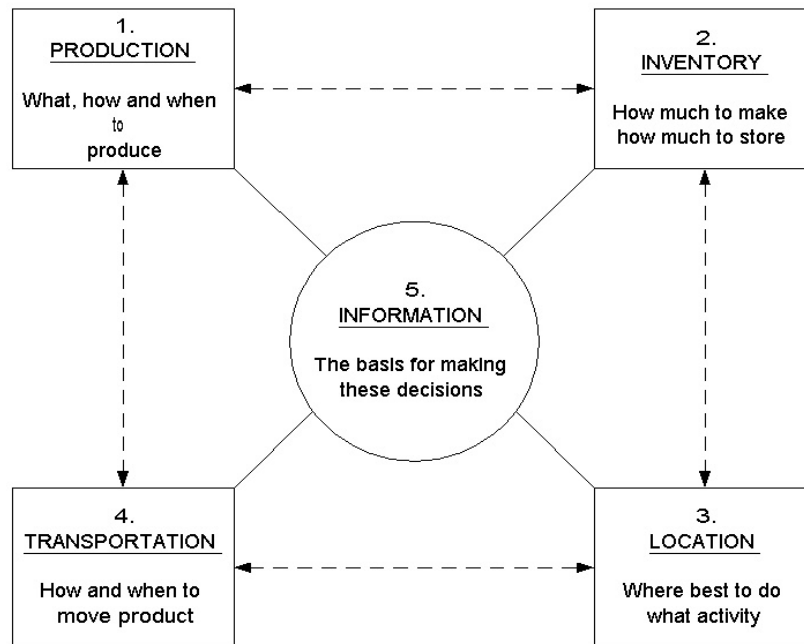 1.
PRODUCTION
What, how and when
to
produce
2.
INVENTORY
How much to make
how much to store
5.
INFORMATION
The basis for making
these decisions
4.
TRANSPORTATION
How and when to
move product
3.
LOCATION
Where best to do
what activity